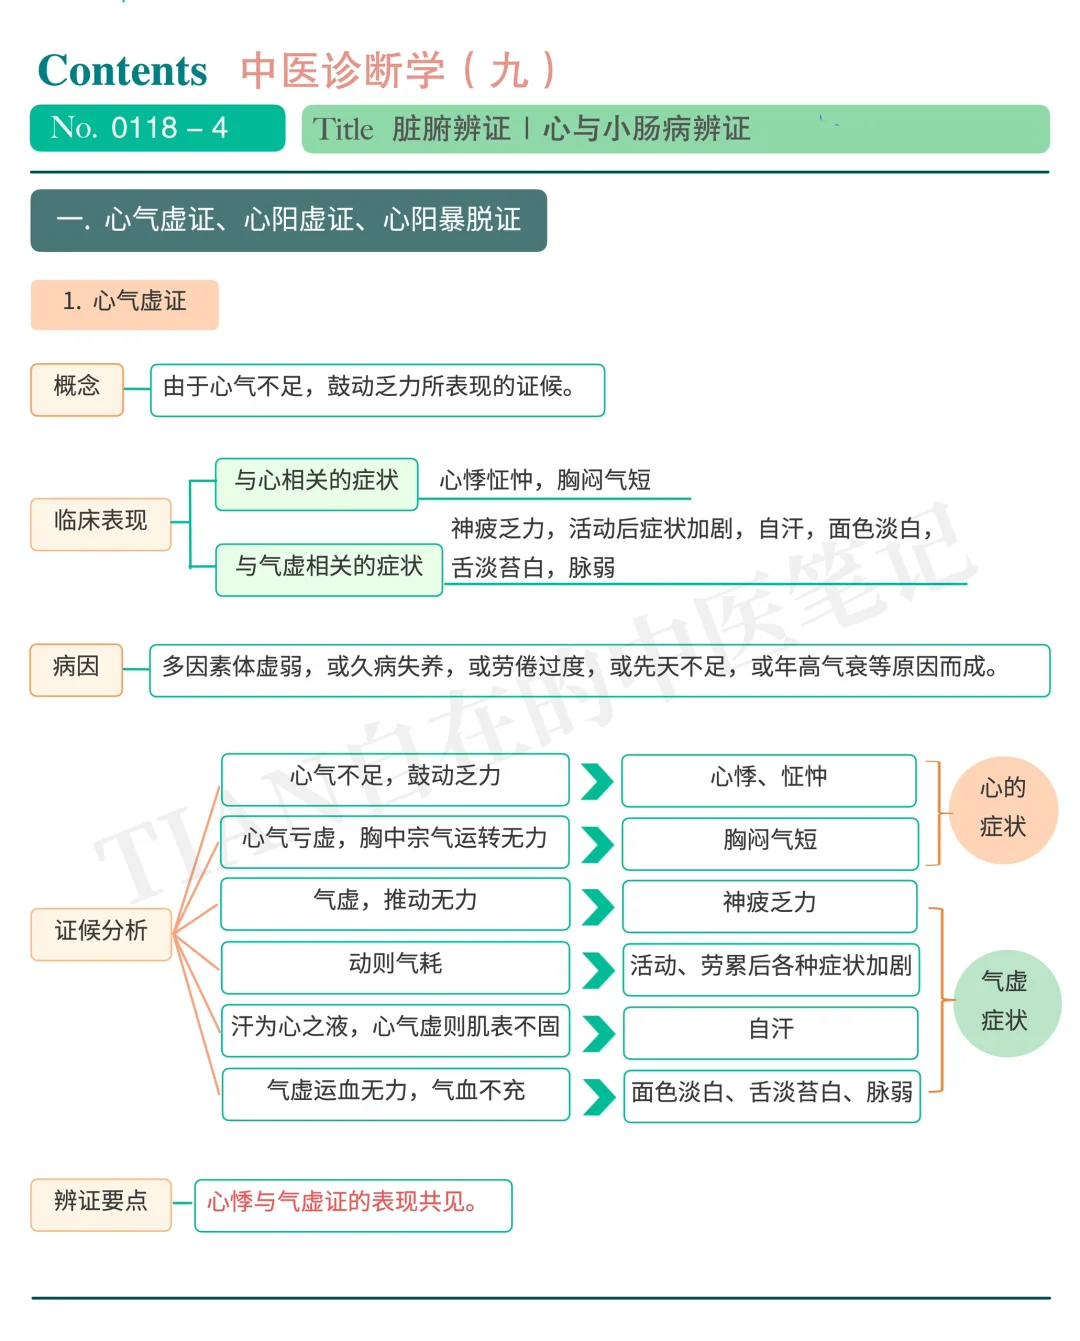 Contents 中医诊断学（九）
No. 0118 – 4
Title 脏腑辨证 | 心与小肠病辨证
一. 心气虚证、心阳虚证、心阳暴脱证
1. 心气虚证
概念
由于心气不足，鼓动乏力所表现的证候。
临床表现
与心相关的症状
心悸怔忡，胸闷气短
与气虚相关的症状
神疲乏力，活动后症状加剧，自汗，面色淡白，
舌淡苔白，脉弱
病因
多因素体虚弱，或久病失养，或劳倦过度，或先天不足，或年高气衰等原因而成。
证候分析
心气不足，鼓动乏力
心悸、怔忡
心气亏虚，胸中宗气运转无力
胸闷气短
心的
症状
气虚，推动无力
神疲乏力
动则气耗
活动、劳累后各种症状加剧
汗为心之液，心气虚则肌表不固
自汗
气虚运血无力，气血不充
面色淡白、舌淡苔白、脉弱
气虚
症状
辨证要点
心悸与气虚证的表现共见。
TIAN自在的中医笔记